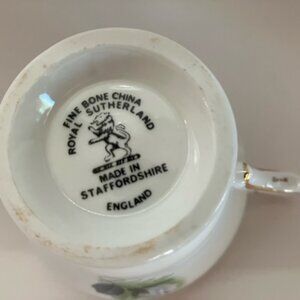 FINE BONE CHINA
ROYAL SUTHERLAND
MADE IN
STAFFORDSHIRE
ENGLAND